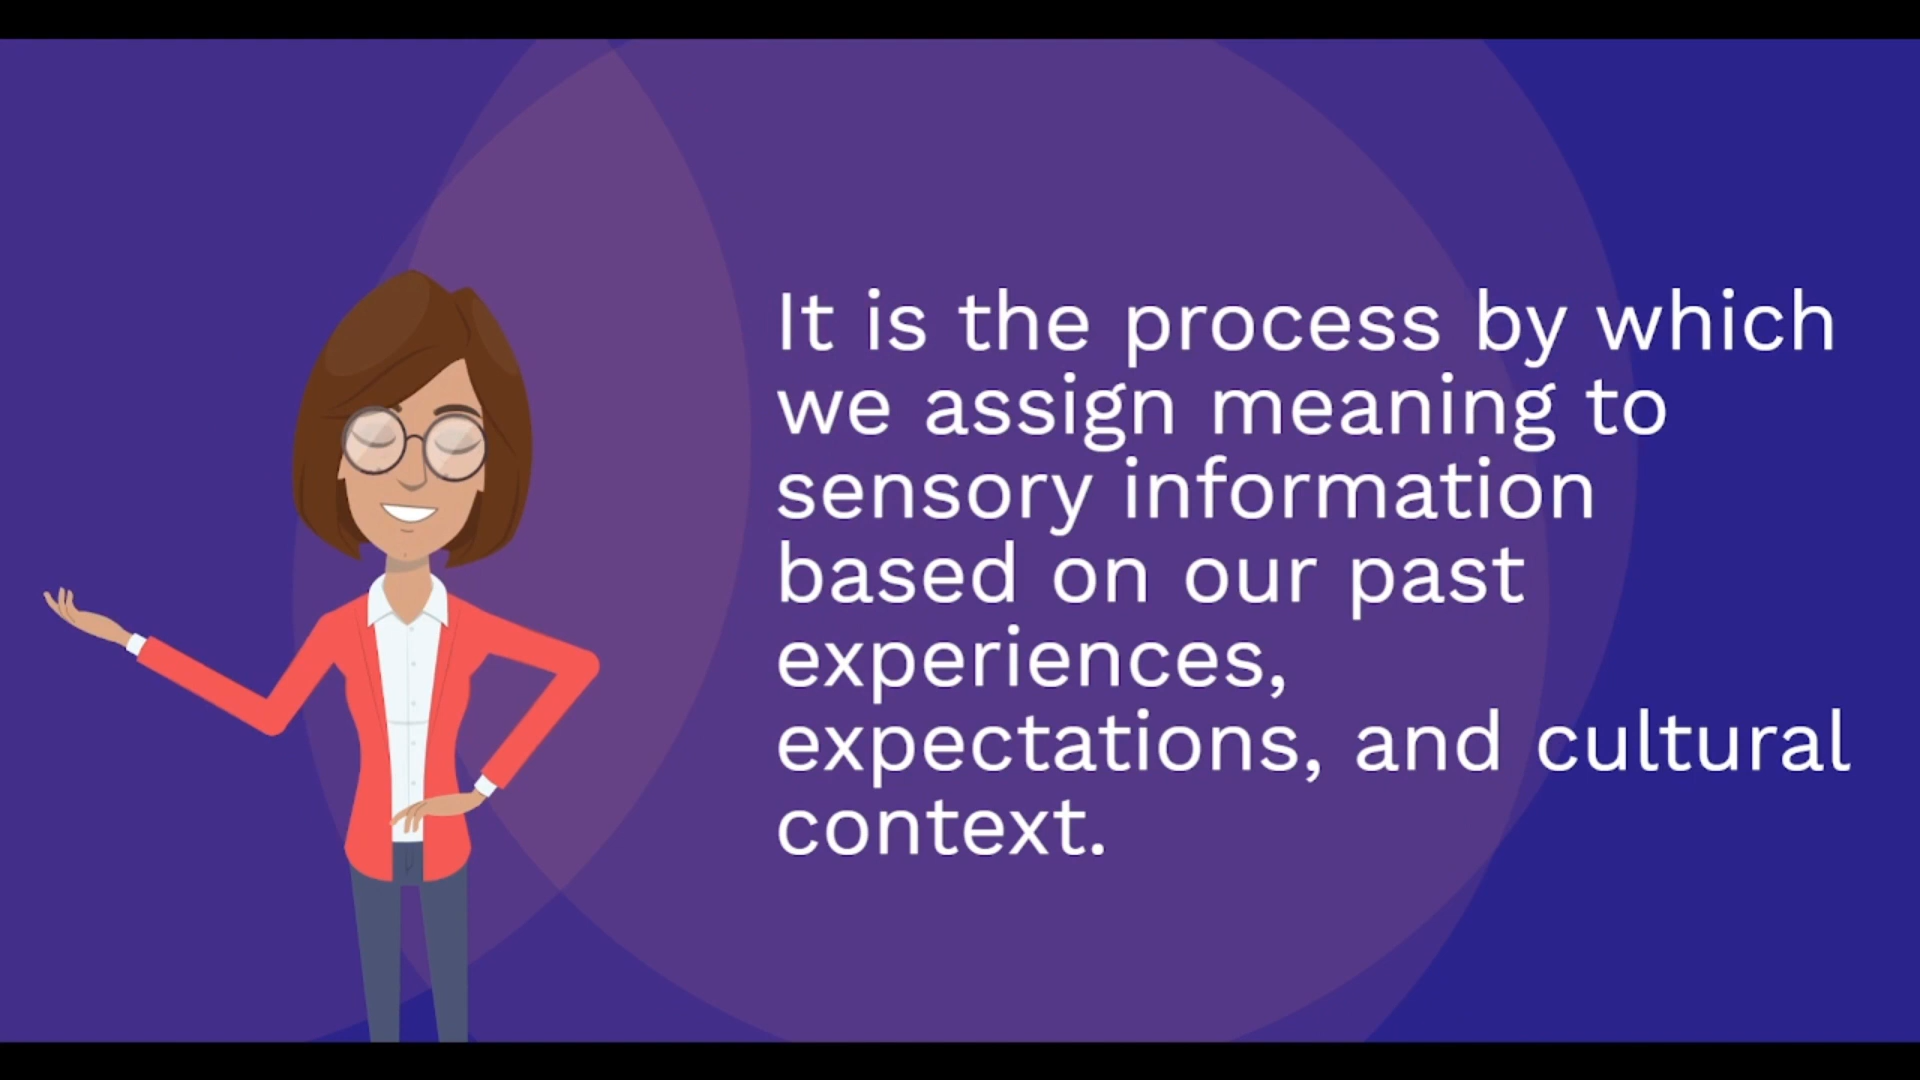 It is the process by which
we assign meaning to
sensory information
based on our past
experiences,
expectations, and cultural
context.